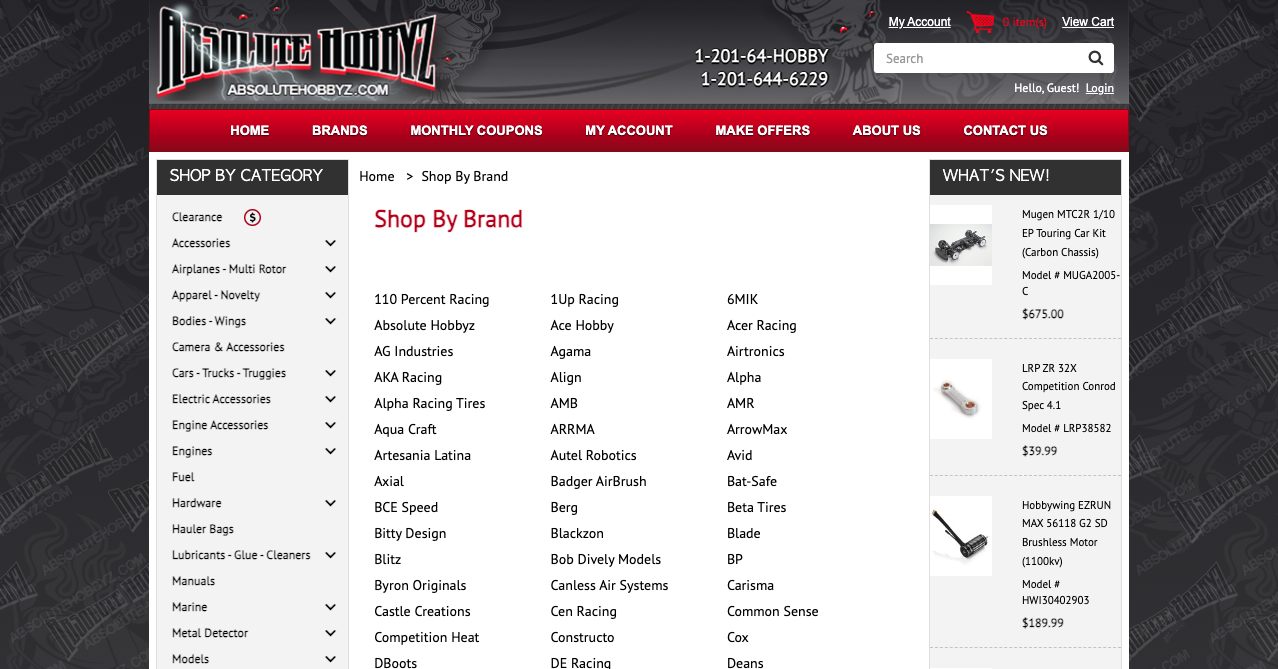 ABSOLUTE HOBBYZ
ABSOLUTEHOBBYZ.COM
1-201-64-HOBBY
1-201-644-6229
My Account
0 item(s)
View Cart
Search
Hello, Guest! Login
HOME
BRANDS
MONTHLY COUPONS
MY ACCOUNT
MAKE OFFERS
ABOUT US
CONTACT US
SHOP BY CATEGORY
Clearance $
Accessories
Airplanes - Multi Rotor
Apparel - Novelty
Bodies - Wings
Camera & Accessories
Cars - Trucks - Truggies
Electric Accessories
Engine Accessories
Engines
Fuel
Hardware
Hauler Bags
Lubricants - Glue - Cleaners
Manuals
Marine
Metal Detector
Models
Home > Shop By Brand
Shop By Brand
110 Percent Racing 1Up Racing 6MIK
Absolute Hobbyz Ace Hobby Acer Racing
AG Industries Agama Airtronics
AKA Racing Align Alpha
Alpha Racing Tires AMB AMR
Aqua Craft ARRMA ArrowMax
Artesania Latina Autel Robotics Avid
Axial Badger AirBrush Bat-Safe
BCE Speed Berg Beta Tires
Bitty Design Blackzon Blade
Blitz Bob Dively Models BP
Byron Originals Canless Air Systems Carisma
Castle Creations Cen Racing Common Sense
Competition Heat Constructo Cox
DBoots DE Racing Deans
WHAT'S NEW!
Mugen MTC2R 1/10
EP Touring Car Kit
(Carbon Chassis)
Model # MUGA2005-
C
$675.00
LRP ZR 32X
Competition Conrod
Spec 4.1
Model # LRP38582
$39.99
Hobbywing EZRUN
MAX 56118 G2 SD
Brushless Motor
(1100kv)
Model #
HWI30402903
$189.99